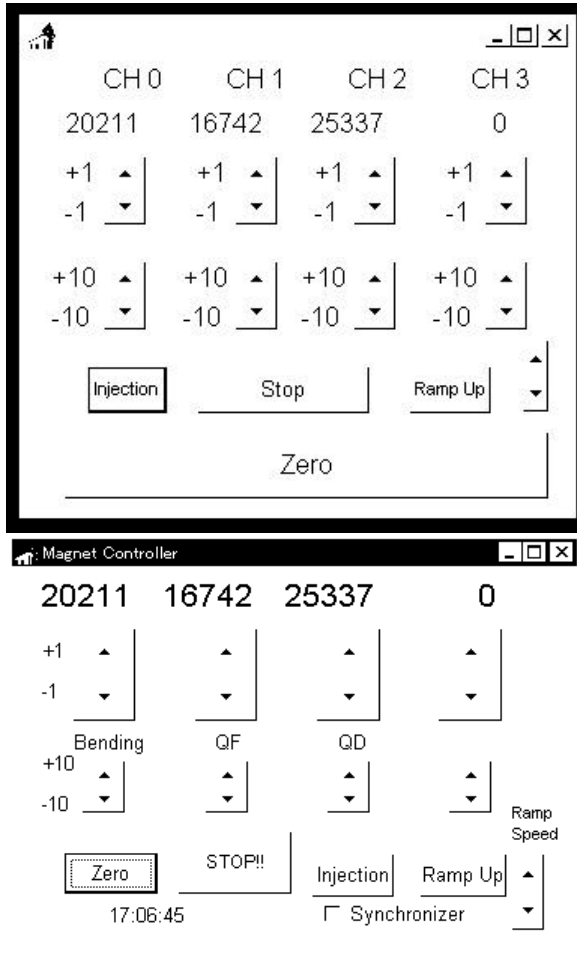 CH 0 CH 1 CH 2 CH 3
20211 16742 25337 0
+1 +1 +1 +1
-1 -1 -1 -1
+10 +10 +10 +10
-10 -10 -10 -10
Injection Stop Ramp Up
Zero
: Magnet Controller
20211 16742 25337 0
+1
-1
Bending QF QD
+10
-10
Ramp
Speed
Zero STOP!! Injection Ramp Up
17:06:45 Synchronizer